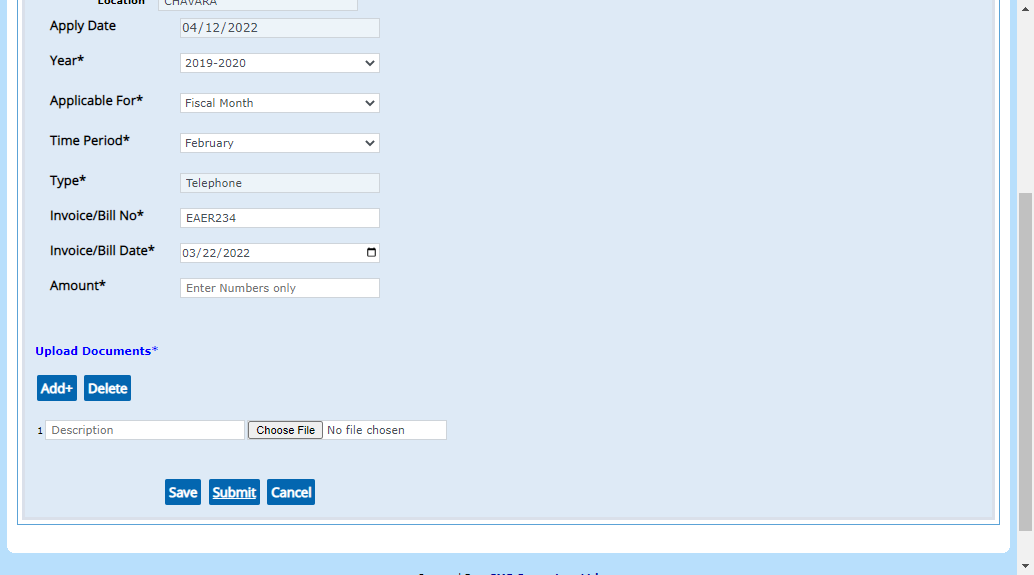 Location CHAVARA
Apply Date 04/12/2022
Year* 2019-2020
Applicable For* Fiscal Month
Time Period* February
Type* Telephone
Invoice/Bill No* EAER234
Invoice/Bill Date* 03/22/2022
Amount* Enter Numbers only
Upload Documents*
Add+ Delete
1 Description Choose File No file chosen
Save Submit Cancel